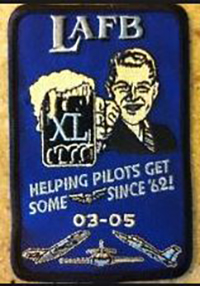 LAFB
XL
HELPING PILOTS GET
SOME SINCE '62!
03-05